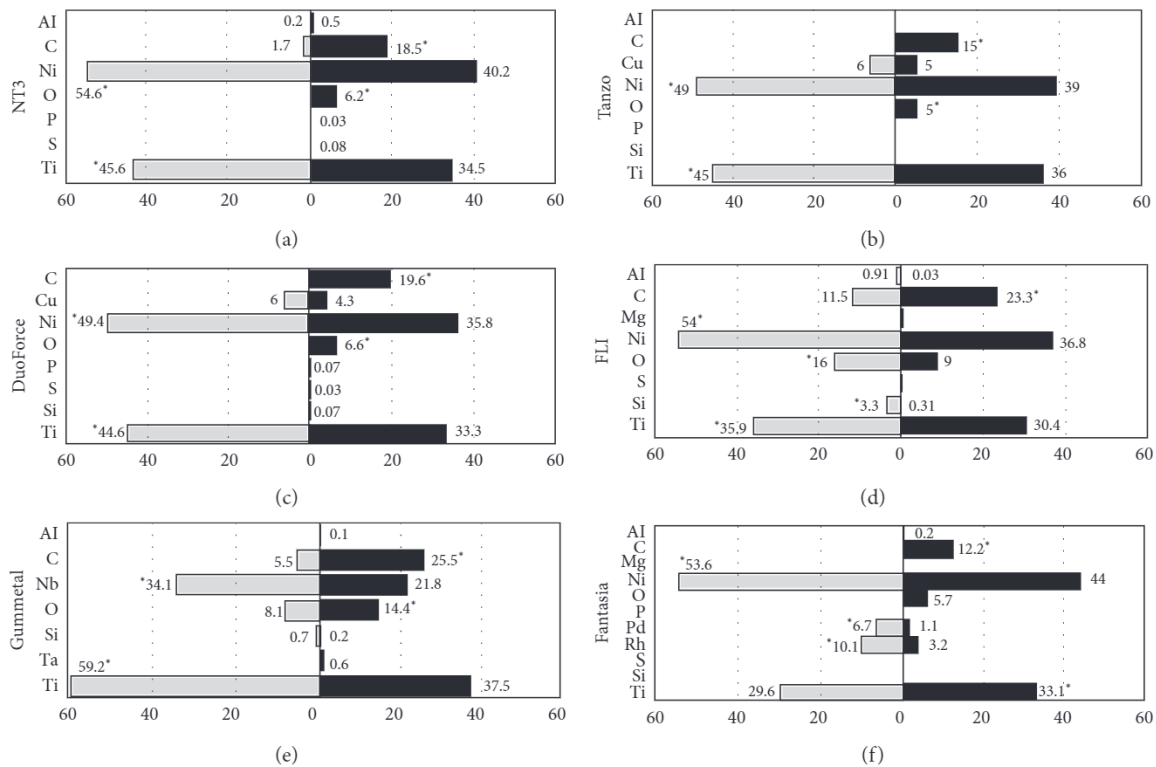 Al 0.2 0.5
C 1.7 18.5*
Ni 54.6* 40.2
O 6.2*
P 0.03
S 0.08
Ti *45.6 34.5
NT3
60 40 20 0 20 40 60
(a)
Al
C 15*
Cu 6 5
Ni *49 39
O 5*
P
Si
Ti *45 36
Tanzo
60 40 20 0 20 40 60
(b)
C 19.6*
Cu 6 4.3
Ni *49.4 35.8
O 6.6*
P 0.07
S 0.03
Si 0.07
Ti *44.6 33.3
DuoForce
60 40 20 0 20 40 60
(c)
Al 0.91 0.03
C 11.5 23.3*
Mg
Ni 54* 36.8
O *16 9
S
Si *3.3 0.31
Ti *35.9 30.4
FLI
60 40 20 0 20 40 60
(d)
Al 0.1
C 5.5 25.5*
Nb *34.1 21.8
O 8.1 14.4*
Si 0.7 0.2
Ta 0.6
Ti 59.2* 37.5
Gummetal
60 40 20 0 20 40 60
(e)
Al 0.2
C 12.2*
Mg
Ni *53.6 44
O 5.7
P
Pd *6.7 1.1
Rh *10.1 3.2
S
Si
Ti 29.6 33.1*
Fantasia
60 40 20 0 20 40 60
(f)